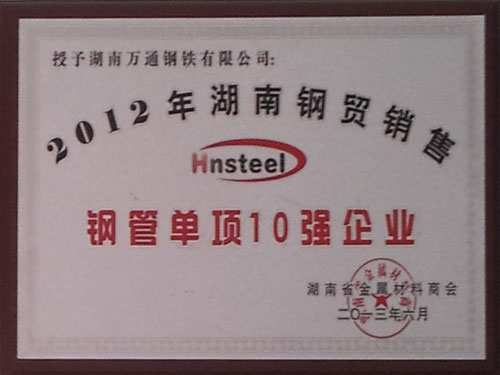 授予湖南万通钢铁有限公司:
2012年湖南钢贸销售
Hnsteel
钢管单项10强企业
湖南省金属材料商会
二〇一三年六月